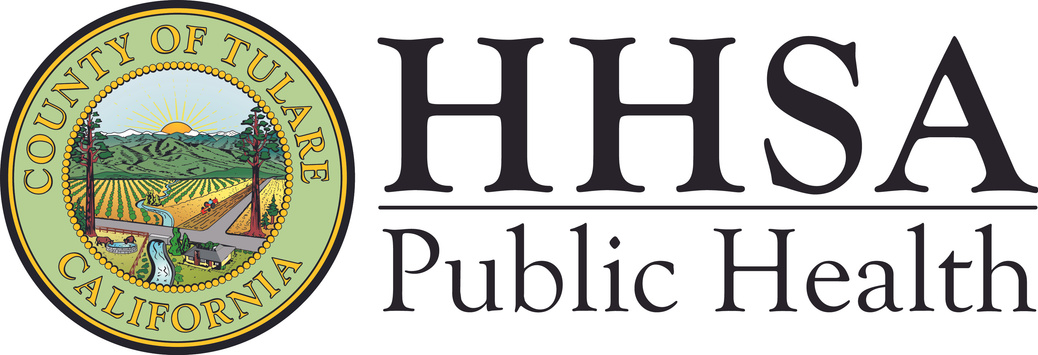 COUNTY OF TULARE
CALIFORNIA
HHSA
Public Health